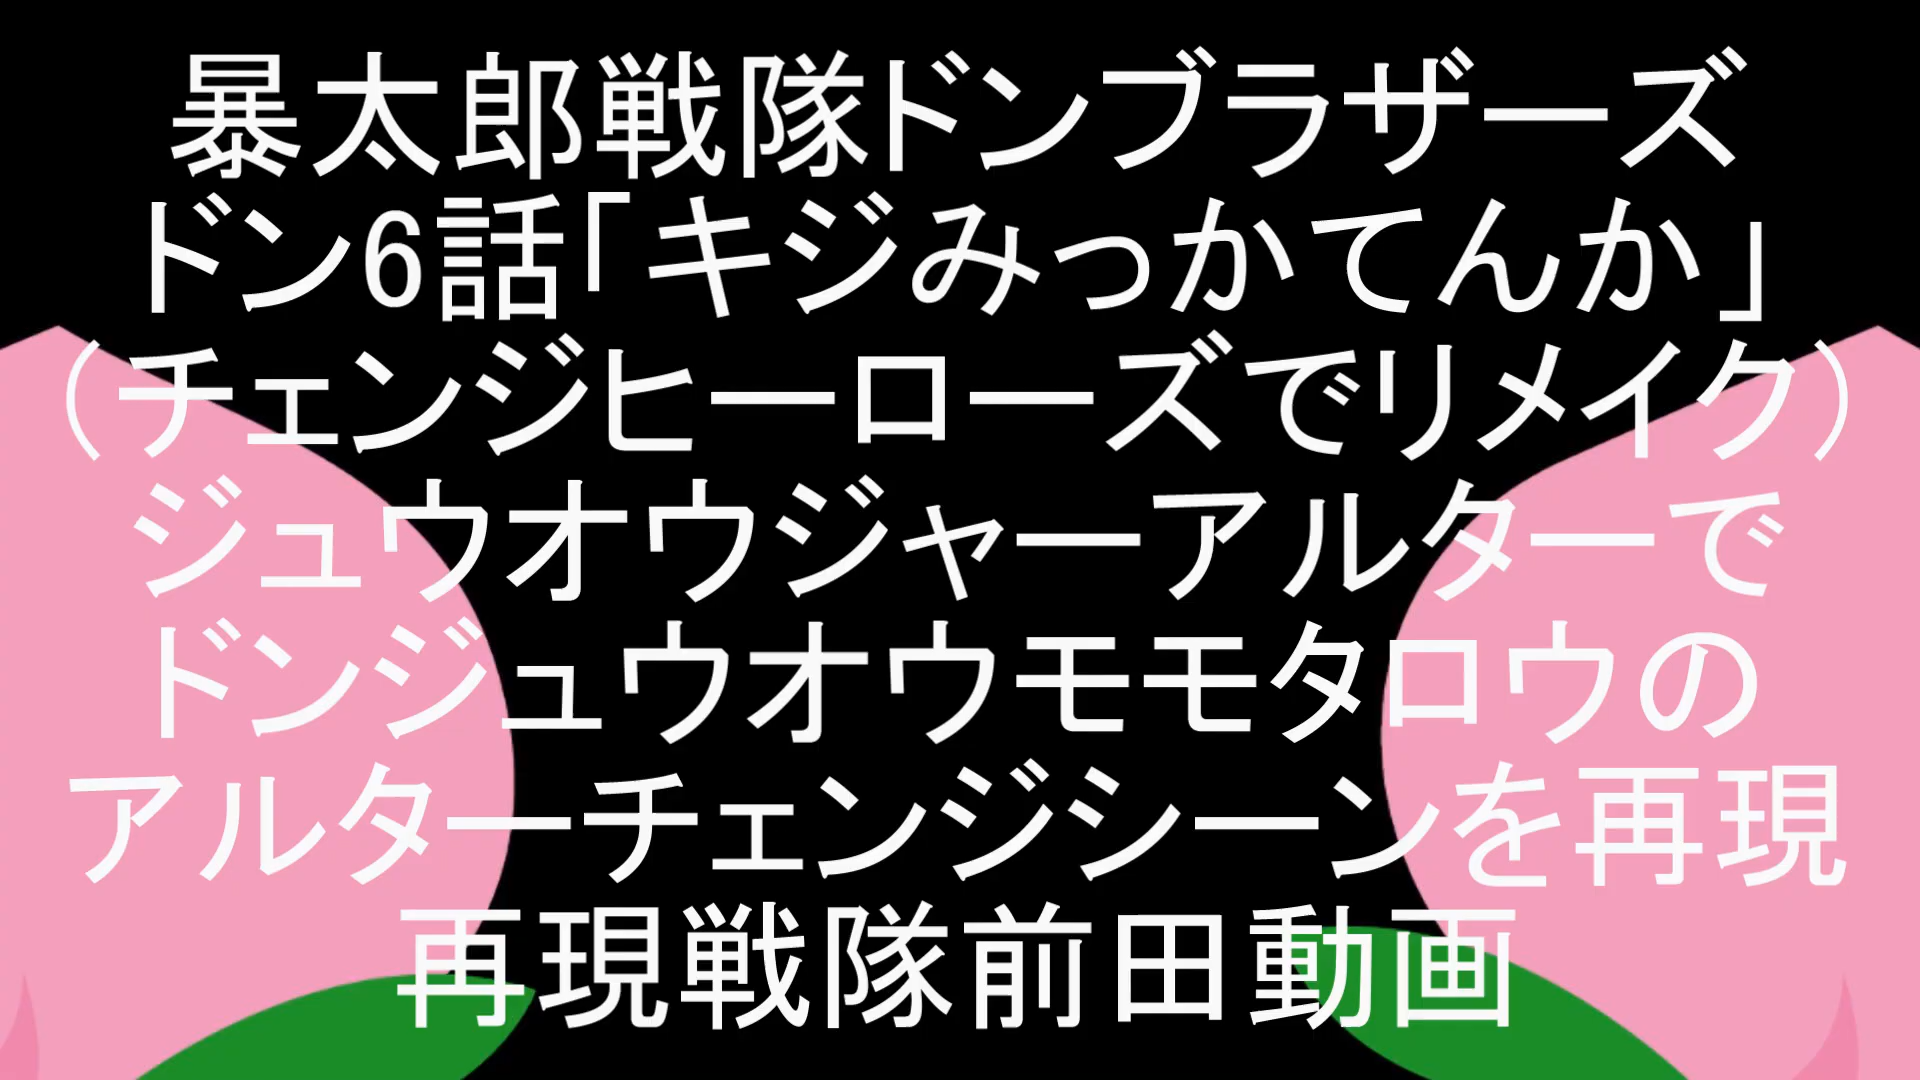 暴太郎戦隊ドンブラザーズ
ドン6話「キジみっかてんか」
（チェンジヒーローズでリメイク）
ジュウオウジャーアルターで
ドンジュウオウモモタロウの
アルターチェンジシーンを再現
再現戦隊前田動画